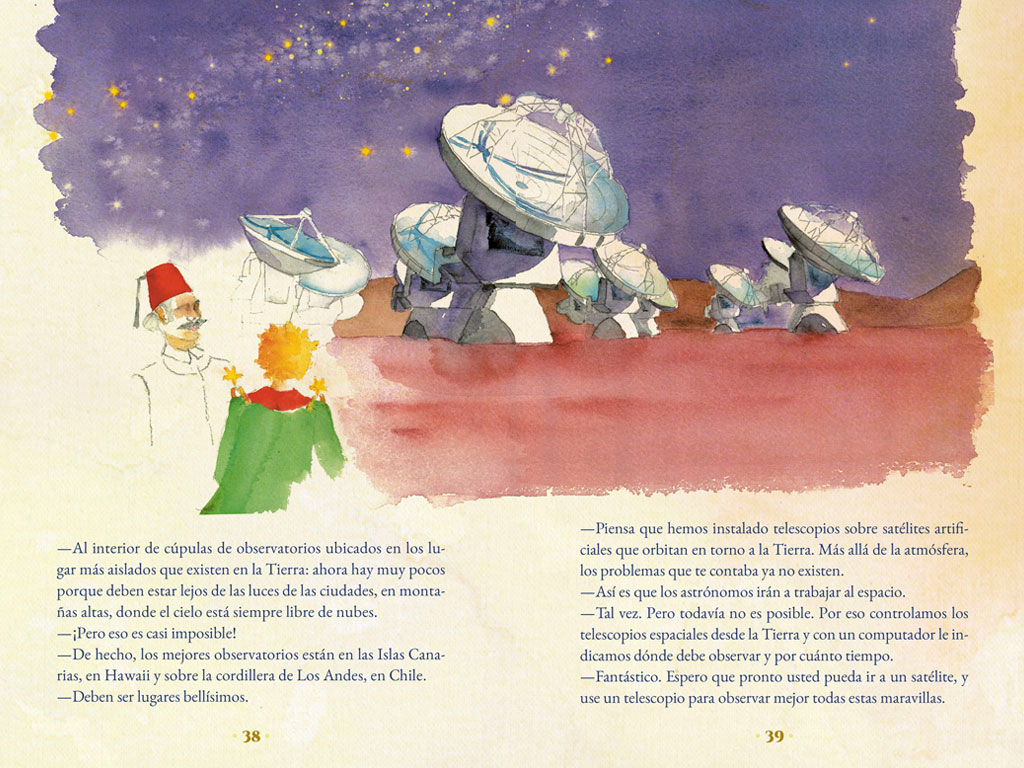 —Al interior de cúpulas de observatorios ubicados en los lu-
gar más aislados que existen en la Tierra: ahora hay muy pocos
porque deben estar lejos de las luces de las ciudades, en monta-
ñas altas, donde el cielo está siempre libre de nubes.
—¡Pero eso es casi imposible!
—De hecho, los mejores observatorios están en las Islas Cana-
rias, en Hawaii y sobre la cordillera de Los Andes, en Chile.
—Deben ser lugares bellísimos.
38
—Piensa que hemos instalado telescopios sobre satélites artifi-
ciales que orbitan en torno a la Tierra. Más allá de la atmósfera,
los problemas que te contaba ya no existen.
—Así es que los astrónomos irán a trabajar al espacio.
—Tal vez. Pero todavía no es posible. Por eso controlamos los
telescopios espaciales desde la Tierra y con un computador le in-
dicamos dónde debe observar y por cuánto tiempo.
—Fantástico. Espero que pronto usted pueda ir a un satélite, y
use un telescopio para observar mejor todas estas maravillas.
39